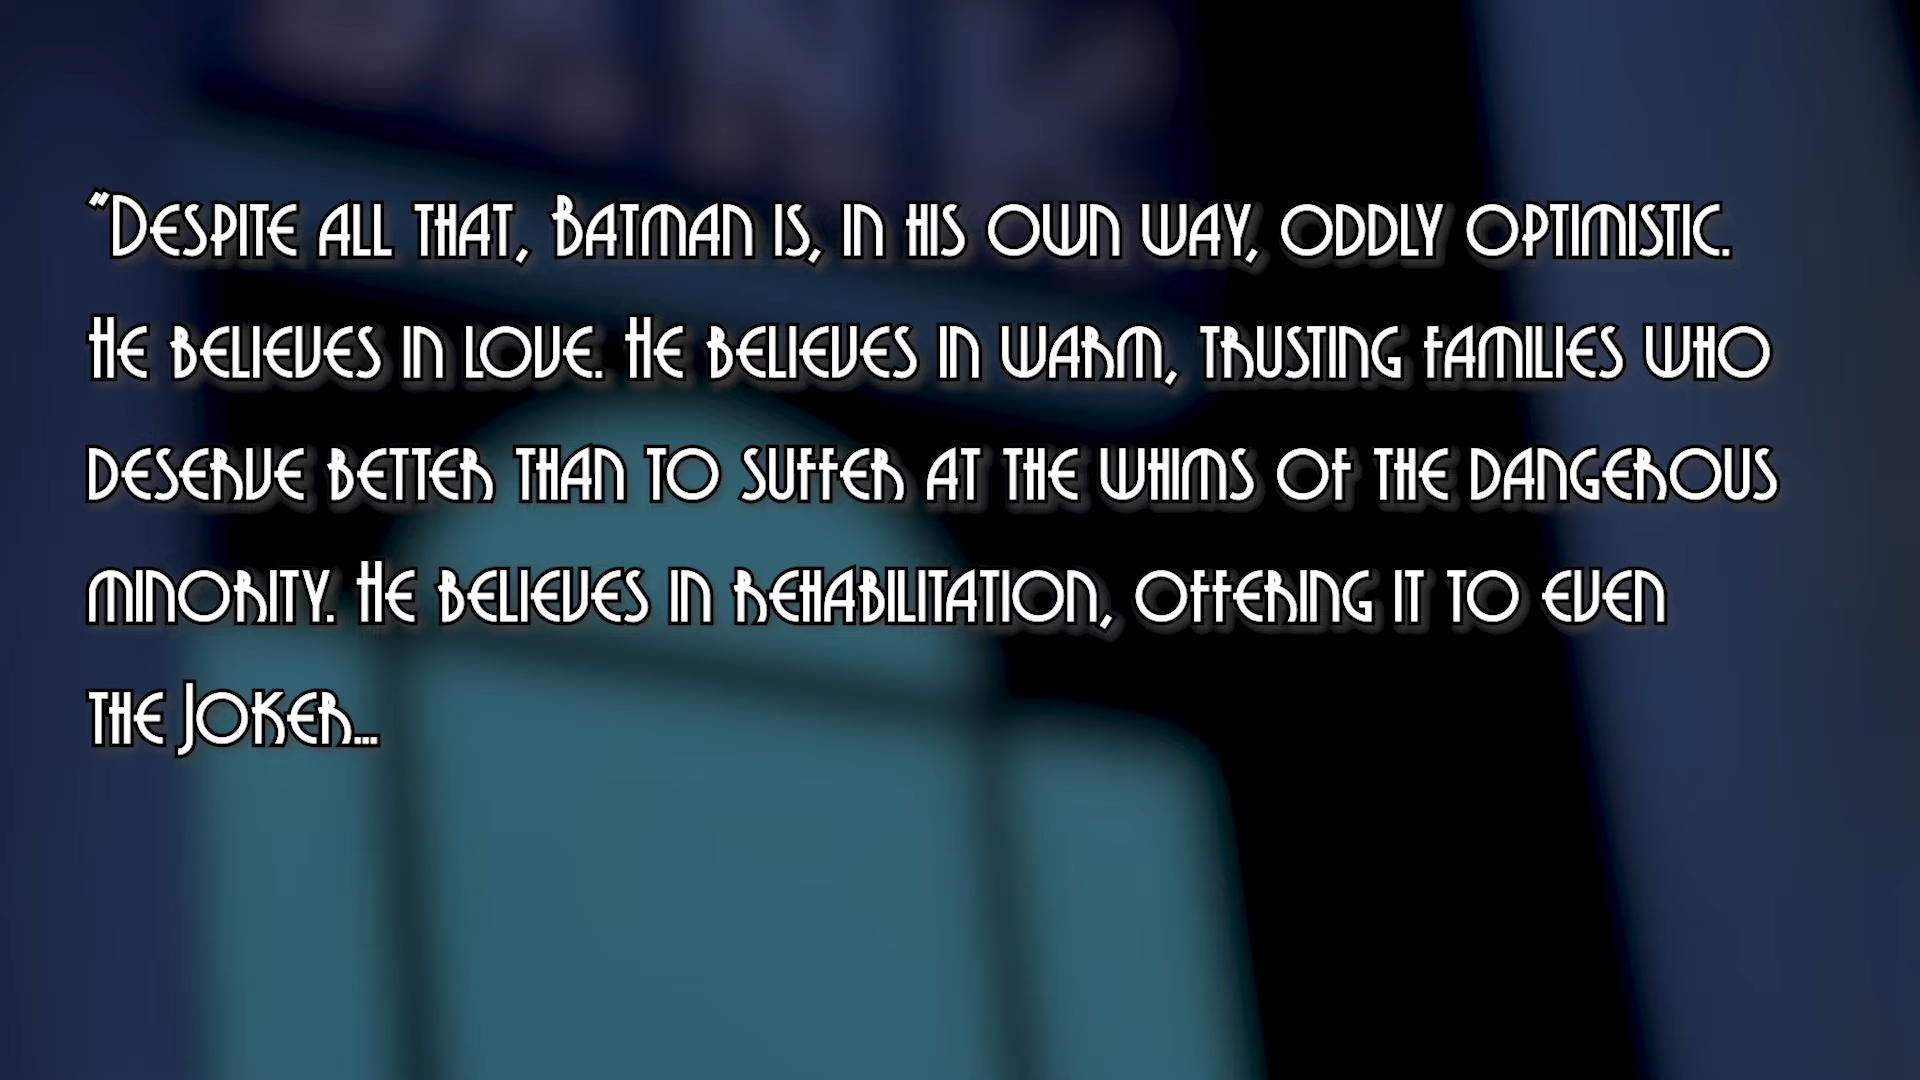 "Despite all that, Batman is, in his own way, oddly optimistic.
He believes in love. He believes in warm, trusting families who
deserve better than to suffer at the whims of the dangerous
minority. He believes in rehabilitation, offering it to even
the Joker...